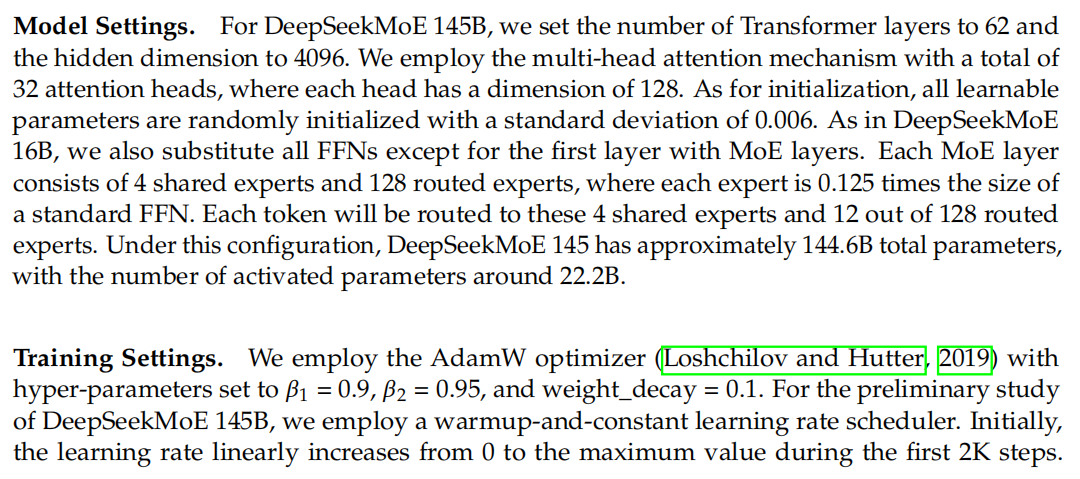 Model Settings. For DeepSeekMoE 145B, we set the number of Transformer layers to 62 and
the hidden dimension to 4096. We employ the multi-head attention mechanism with a total of
32 attention heads, where each head has a dimension of 128. As for initialization, all learnable
parameters are randomly initialized with a standard deviation of 0.006. As in DeepSeekMoE
16B, we also substitute all FFNs except for the first layer with MoE layers. Each MoE layer
consists of 4 shared experts and 128 routed experts, where each expert is 0.125 times the size of
a standard FFN. Each token will be routed to these 4 shared experts and 12 out of 128 routed
experts. Under this configuration, DeepSeekMoE 145 has approximately 144.6B total parameters,
with the number of activated parameters around 22.2B.
Training Settings. We employ the AdamW optimizer (Loshchilov and Hutter, 2019) with
hyper-parameters set to β₁ = 0.9, β₂ = 0.95, and weight_decay = 0.1. For the preliminary study
of DeepSeekMoE 145B, we employ a warmup-and-constant learning rate scheduler. Initially,
the learning rate linearly increases from 0 to the maximum value during the first 2K steps.